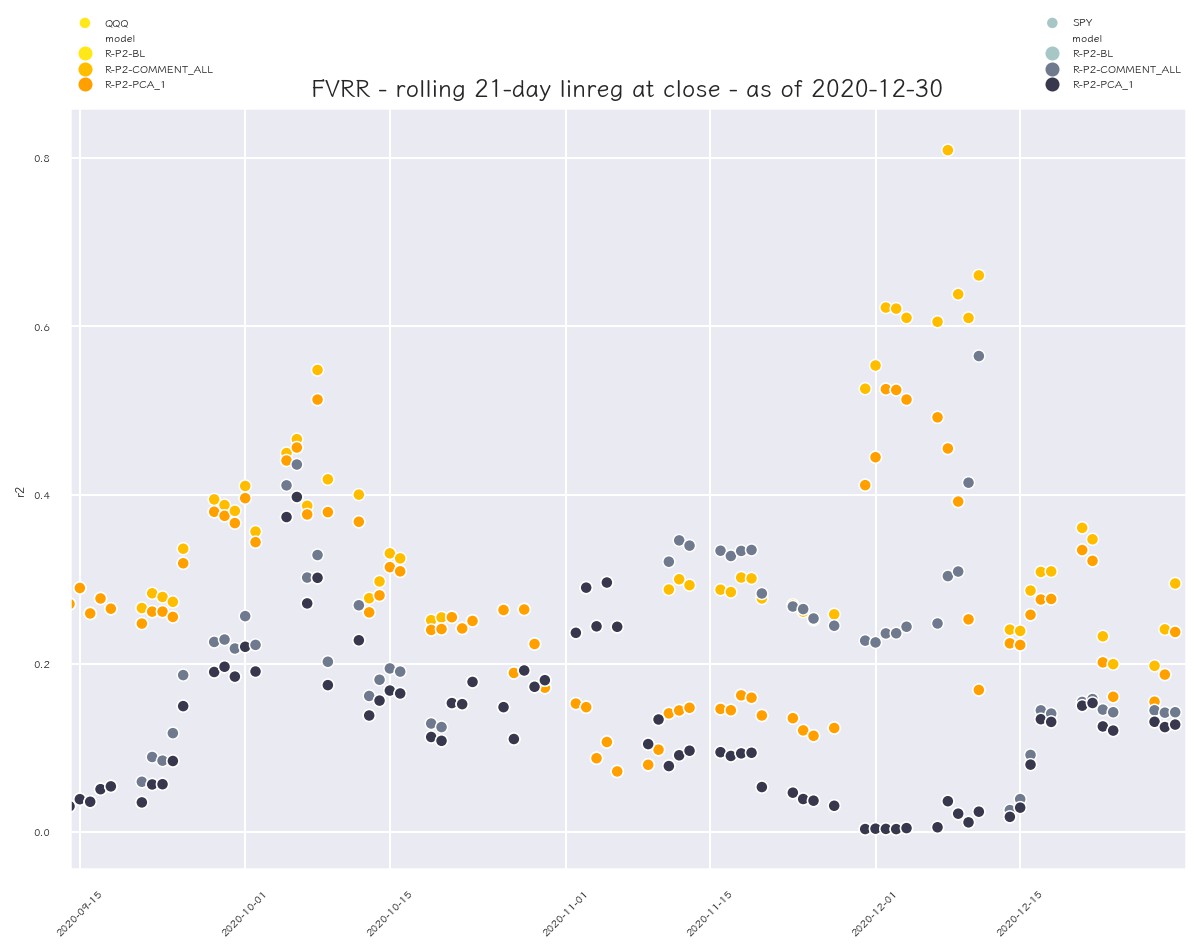 QQQ
model
R-P2-BL
R-P2-COMMENT_ALL
R-P2-PCA_1
SPY
model
R-P2-BL
R-P2-COMMENT_ALL
R-P2-PCA_1
FVRR - rolling 21-day linreg at close - as of 2020-12-30
0.8
0.6
0.4
0.2
0.0
r2
2020-09-15
2020-10-01
2020-10-15
2020-11-01
2020-11-15
2020-12-01
2020-12-15